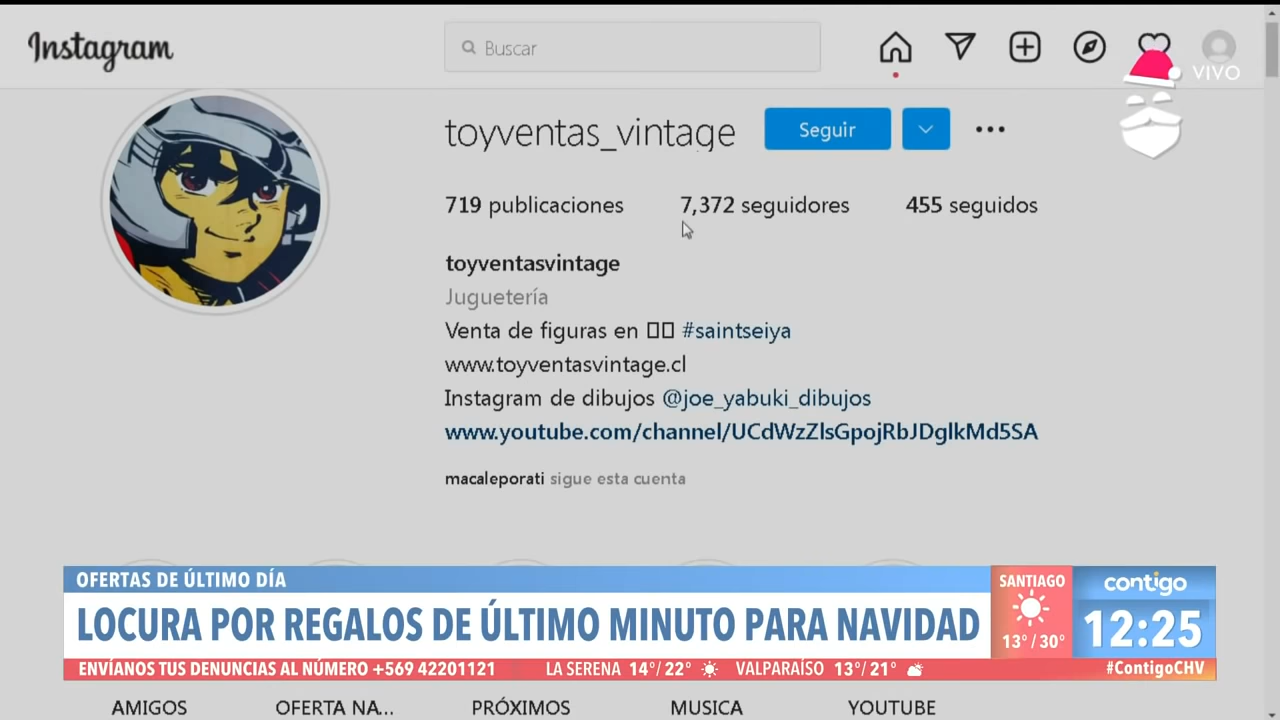 Instagram
Buscar
VIVO
toyventas_vintage
Seguir
719 publicaciones 7,372 seguidores 455 seguidos
toyventasvintage
Juguetería
Venta de figuras en #saintseiya
www.toyventasvintage.cl
Instagram de dibujos @joe_yabuki_dibujos
www.youtube.com/channel/UCdWzZlsGpojRbJDglkMd5SA
macaleporati sigue esta cuenta
OFERTAS DE ÚLTIMO DÍA
LOCURA POR REGALOS DE ÚLTIMO MINUTO PARA NAVIDAD
SANTIAGO
13°/30°
contigo
12:25
ENVÍANOS TUS DENUNCIAS AL NÚMERO +569 42201121 LA SERENA 14°/22° VALPARAÍSO 13°/21°
#ContigoCHV
AMIGOS OFERTA NA... PRÓXIMOS MUSICA YOUTUBE